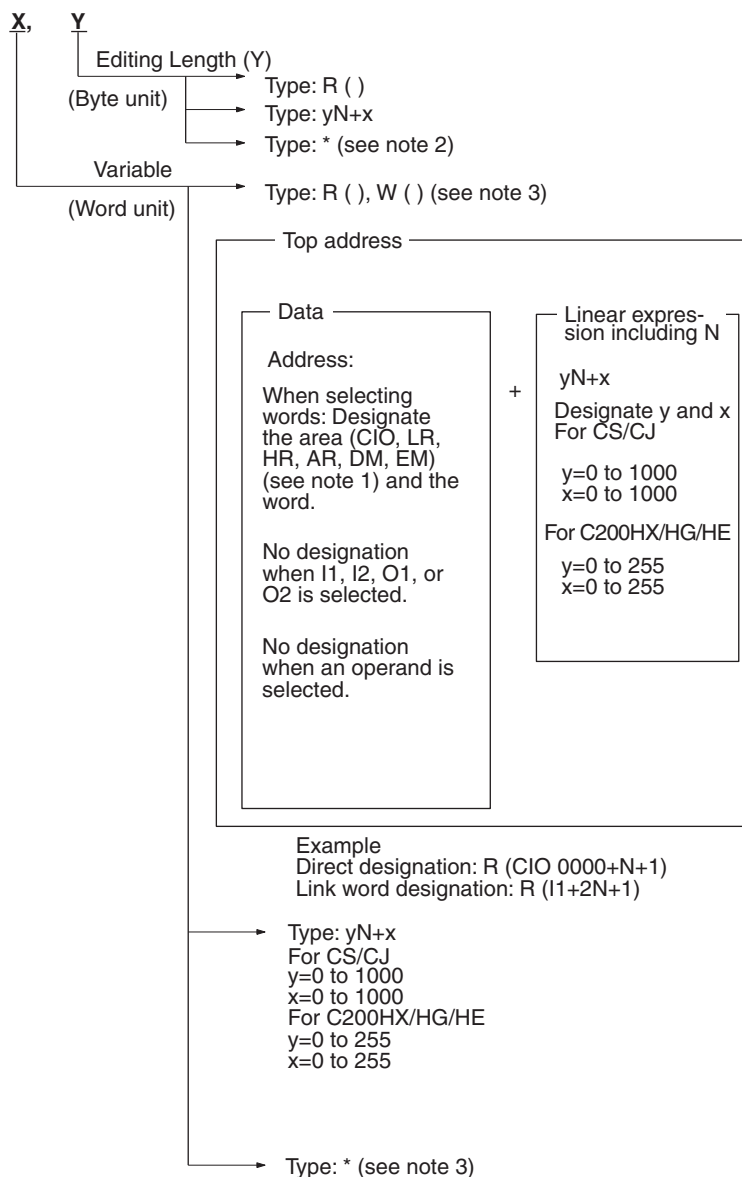 X, Y
Editing Length (Y)
(Byte unit)
Type: R ( )
Type: yN+x
Type: * (see note 2)
Variable
(Word unit)
Type: R ( ), W ( ) (see note 3)
Top address
Data
Address:
When selecting
words: Designate
the area (CIO, LR,
HR, AR, DM, EM)
(see note 1) and the
word.
No designation
when I1, I2, O1, or
O2 is selected.
No designation
when an operand is
selected.
+
Linear expres-
sion including N
yN+x
Designate y and x
For CS/CJ
y=0 to 1000
x=0 to 1000
For C200HX/HG/HE
y=0 to 255
x=0 to 255
Example
Direct designation: R (CIO 0000+N+1)
Link word designation: R (I1+2N+1)
Type: yN+x
For CS/CJ
y=0 to 1000
x=0 to 1000
For C200HX/HG/HE
y=0 to 255
x=0 to 255
Type: * (see note 3)